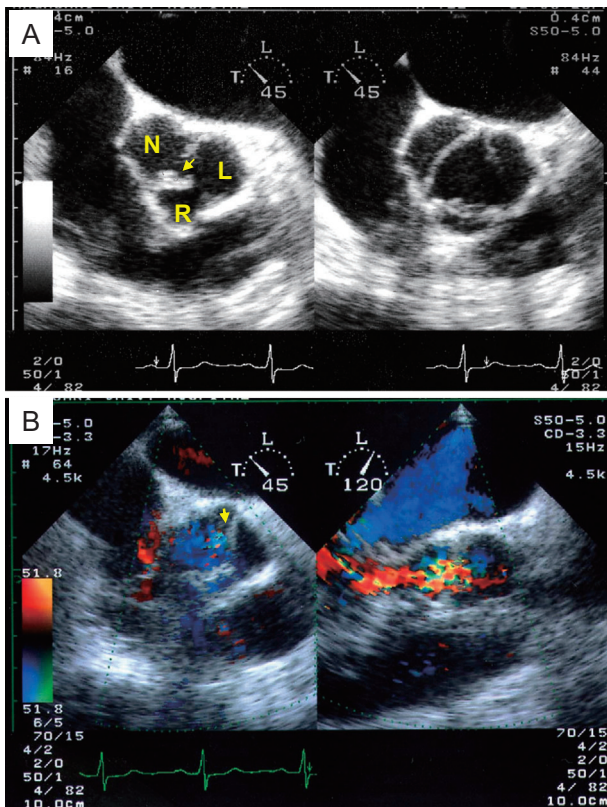 A
0.4cm
-5.0
84Hz
# 16
T.
L
45
N
L
R
2/0
50/1
4/ 82
0.4cm
S50-5.0
84Hz
# 44
T.
L
45
2/0
50/1
4/ 82
B
-5.0
-3.3
17Hz
# 64
4.5k
T.
L
45
51.8
51.8
6/5
70/15
4/2
2/0
50/1
4/ 82
10.0cm
T.
L
120
S50-5.0
CD-3.3
15Hz
4.5k
70/15
4/2
2/0
50/1
4/ 82
10.0cm